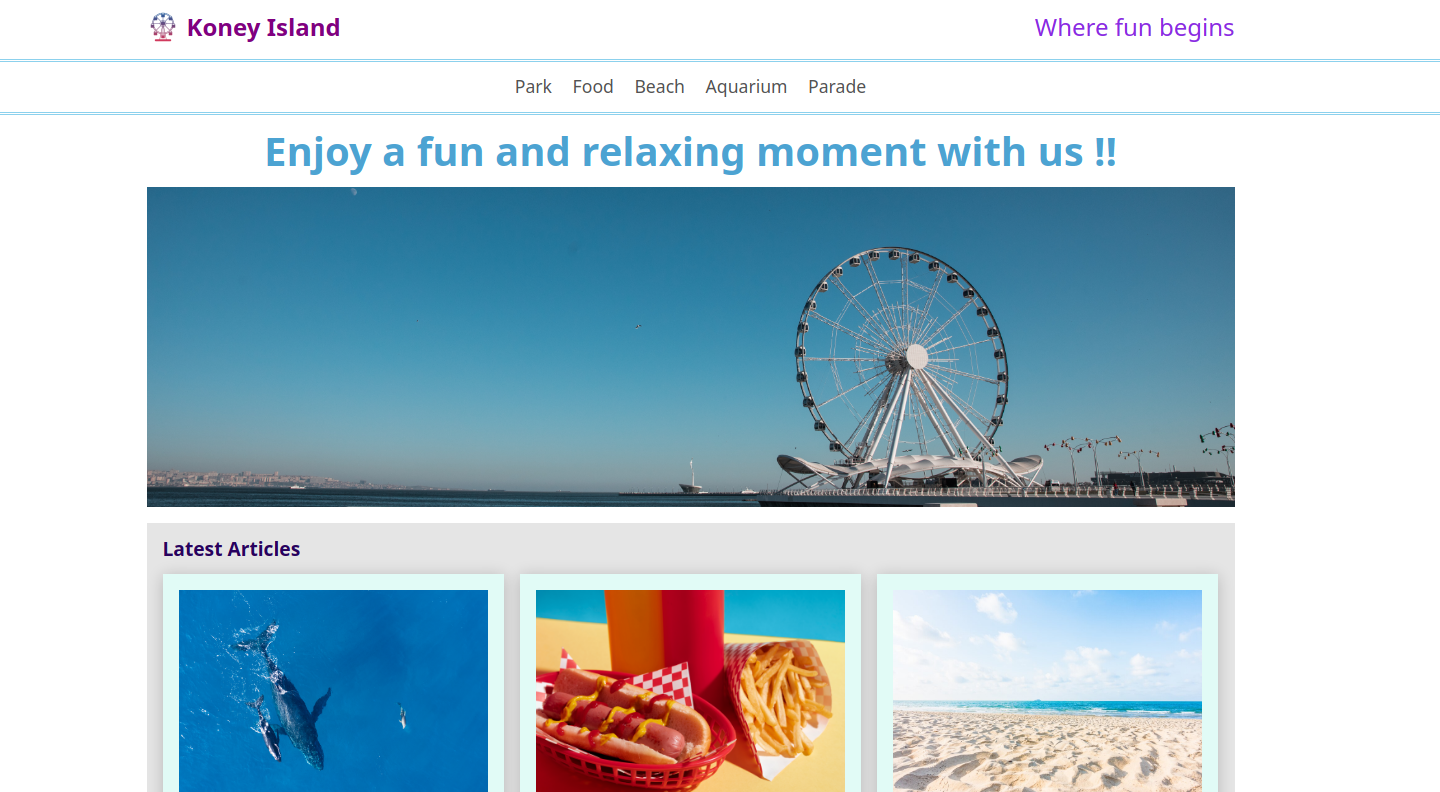 Koney Island
Where fun begins
Park Food Beach Aquarium Parade
Enjoy a fun and relaxing moment with us !!
Latest Articles